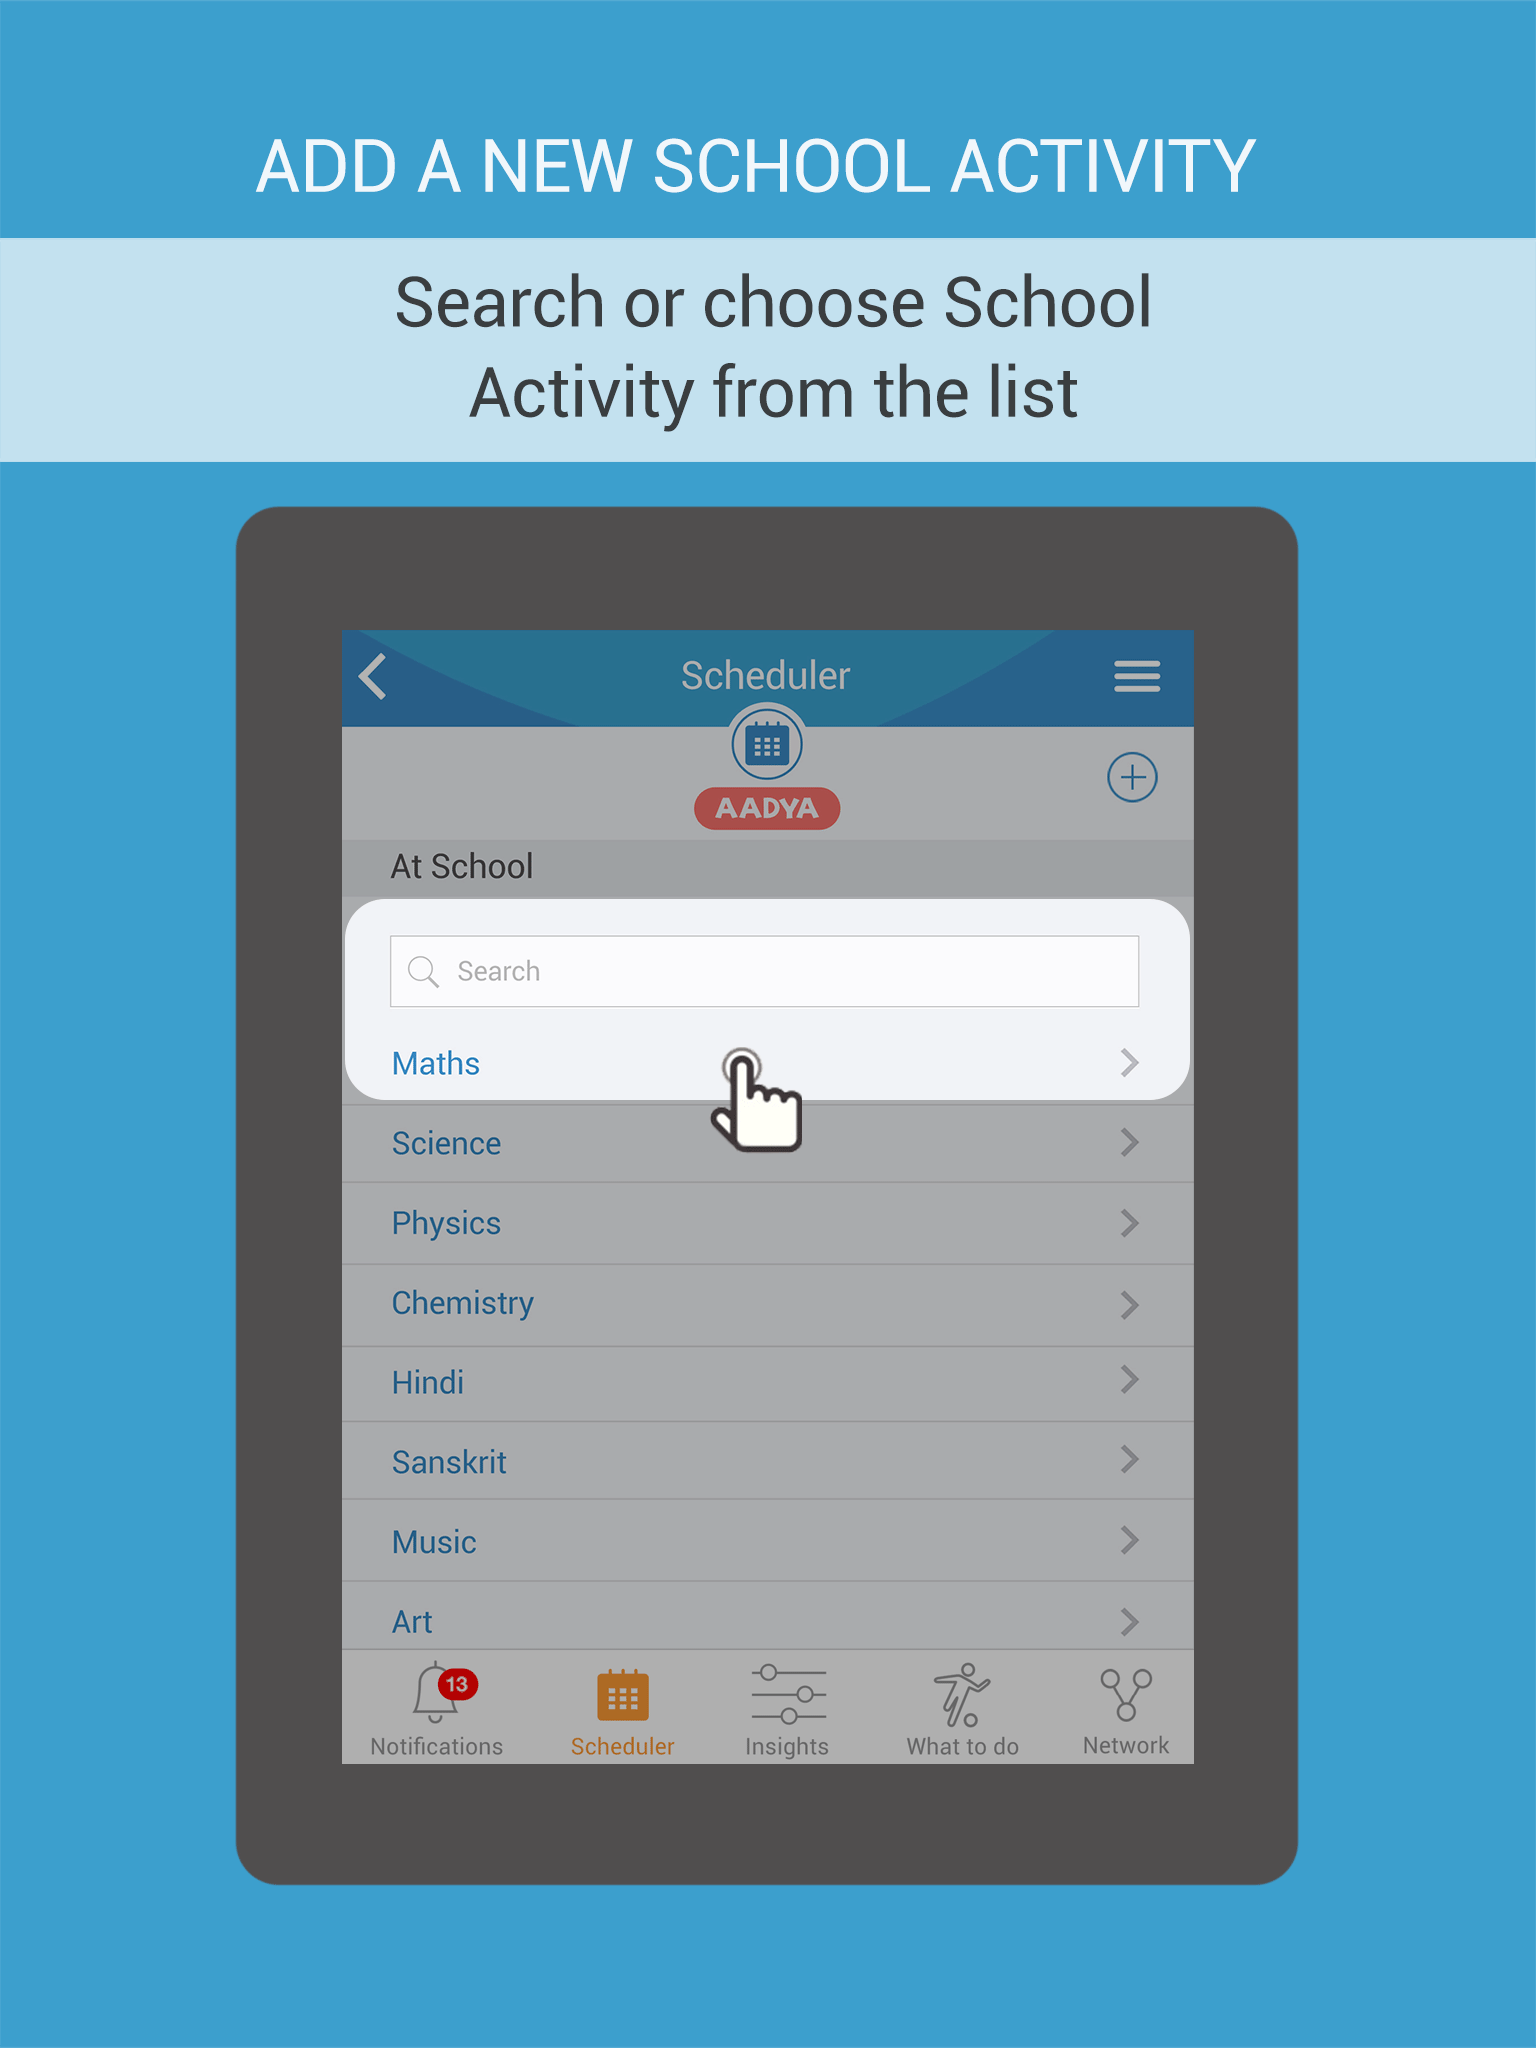 ADD A NEW SCHOOL ACTIVITY
Search or choose School
Activity from the list
Scheduler
AADYA
At School
Search
Maths
Science
Physics
Chemistry
Hindi
Sanskrit
Music
Art
13
Notifications
Scheduler
Insights
What to do
Network